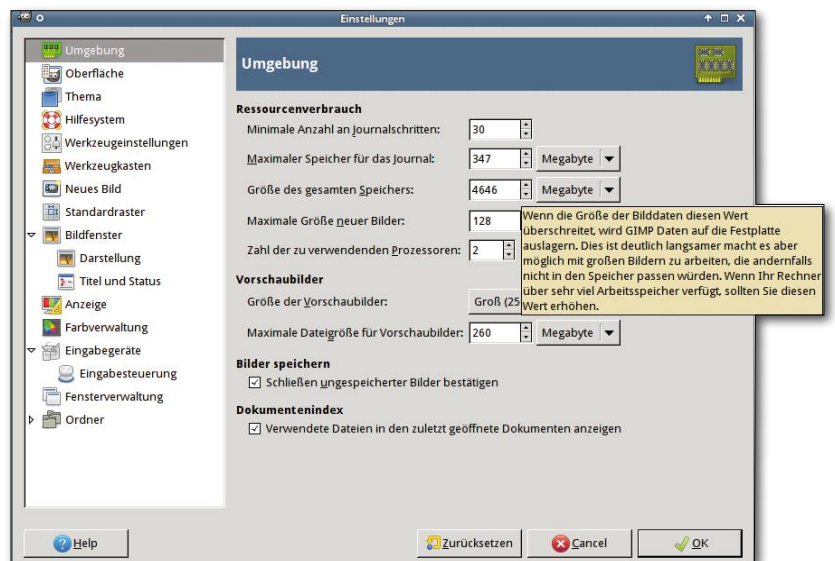 Einstellungen
Umgebung
Oberfläche
Thema
Hilfesystem
Werkzeugeinstellungen
Werkzeugkasten
Neues Bild
Standardraster
Bildfenster
Darstellung
Titel und Status
Anzeige
Farbverwaltung
Eingabegeräte
Eingabesteuerung
Fensterverwaltung
Ordner
Umgebung
Ressourcenverbrauch
Minimale Anzahl an Journalschritten: 30
Maximaler Speicher für das Journal: 347 Megabyte
Größe des gesamten Speichers: 4646 Megabyte
Maximale Größe neuer Bilder: 128
Zahl der zu verwendenden Prozessoren: 2
Wenn die Größe der Bilddaten diesen Wert
überschreitet, wird GIMP Daten auf die Festplatte
auslagern. Dies ist deutlich langsamer macht es aber
möglich mit großen Bildern zu arbeiten, die andernfalls
nicht in den Speicher passen würden. Wenn Ihr Rechner
über sehr viel Arbeitsspeicher verfügt, sollten Sie diesen
Wert erhöhen.
Vorschaubilder
Größe der Vorschaubilder: Groß (25
Maximale Dateigröße für Vorschaubilder: 260 Megabyte
Bilder speichern
Schließen ungespeicherter Bilder bestätigen
Dokumentenindex
Verwendete Dateien in den zuletzt geöffnete Dokumenten anzeigen
Help Zurücksetzen Cancel OK